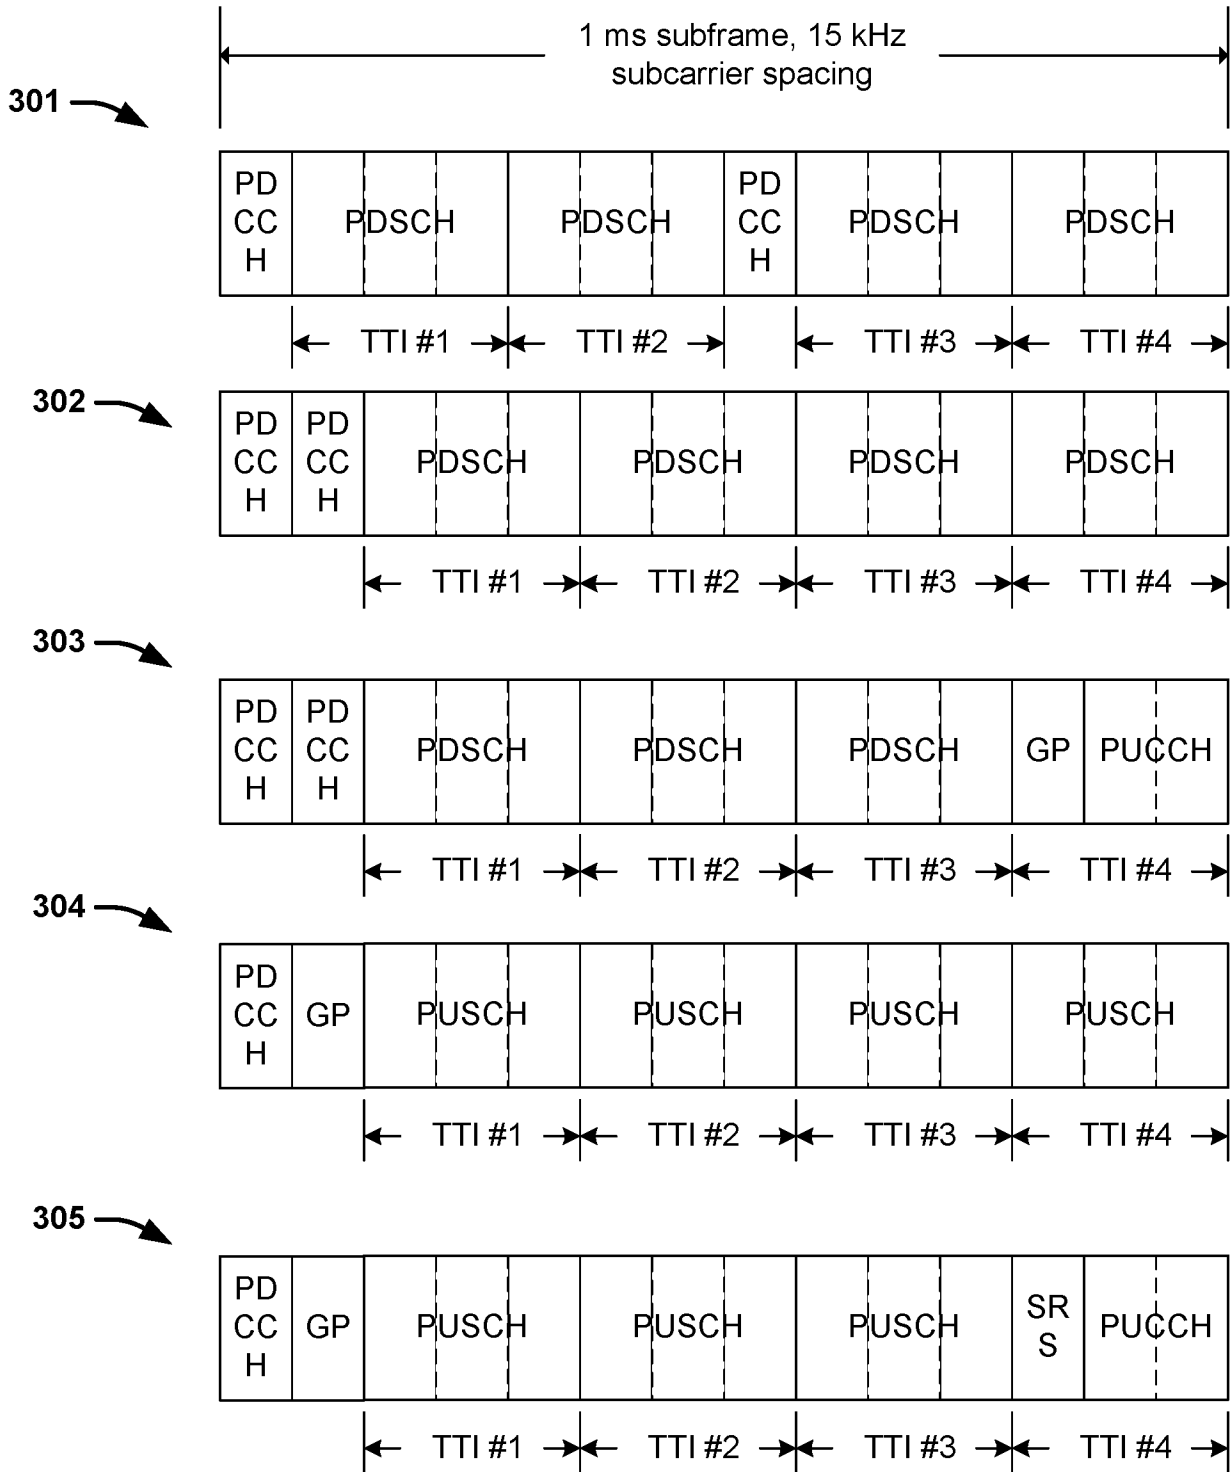 1 ms subframe, 15 kHz
subcarrier spacing
301
PD
CC
H
PDSCH
PDSCH
PD
CC
H
PDSCH
PDSCH
TTI #1
TTI #2
TTI #3
TTI #4
302
PD
CC
H
PD
CC
H
PDSCH
PDSCH
PDSCH
PDSCH
TTI #1
TTI #2
TTI #3
TTI #4
303
PD
CC
H
PD
CC
H
PDSCH
PDSCH
PDSCH
GP
PUCCH
TTI #1
TTI #2
TTI #3
TTI #4
304
PD
CC
H
GP
PUSCH
PUSCH
PUSCH
PUSCH
TTI #1
TTI #2
TTI #3
TTI #4
305
PD
CC
H
GP
PUSCH
PUSCH
PUSCH
SR
S
PUCCH
TTI #1
TTI #2
TTI #3
TTI #4